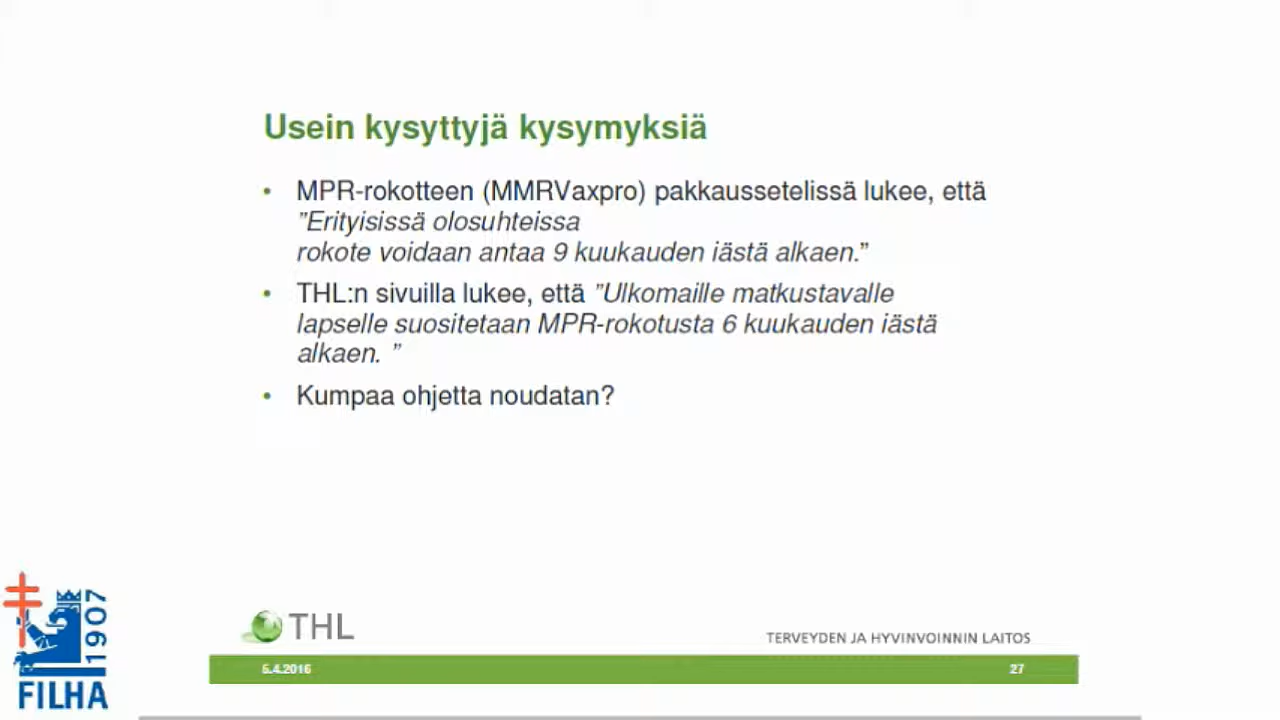 Usein kysyttyjä kysymyksiä
• MPR-rokotteen (MMRVaxpro) pakkausselissä lukee, että
”Erityisissä olosuhteissa
rokote voidaan antaa 9 kuukauden iästä alkaen.”
• THL:n sivuilla lukee, että ”Ulkomaille matkustavalle
lapselle suositetaan MPR-rokotusta 6 kuukauden iästä
alkaen. ”
• Kumpaa ohjetta noudatan?
THL
TERVEYDEN JA HYVINVOINNIN LAITOS
5.4.2016
27
1907
FILHA